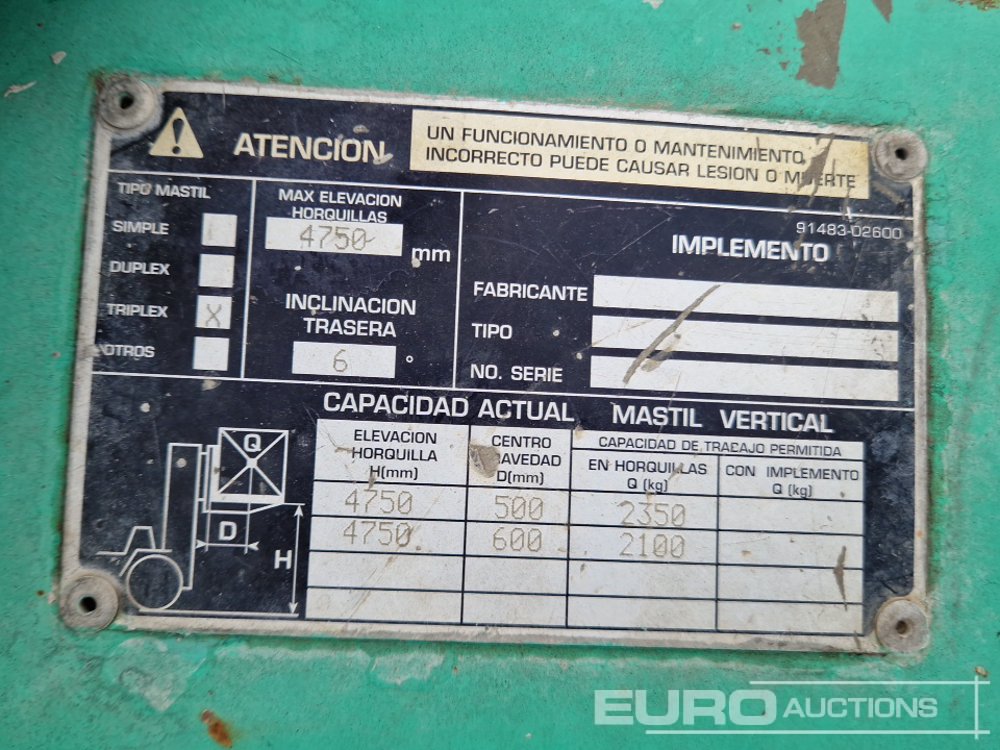 ATENCION
UN FUNCIONAMIENTO O MANTENIMIENTO
INCORRECTO PUEDE CAUSAR LESION O MUERTE
TIPO MASTIL
SIMPLE
DUPLEX
TRIPLEX X
OTROS
MAX ELEVACION
HORQUILLAS
4750 mm
INCLINACION
TRASERA
6 °
91483-02600
IMPLEMENTO
FABRICANTE
TIPO
NO. SERIE
CAPACIDAD ACTUAL MASTIL VERTICAL
ELEVACION
HORQUILLA
H(mm)
CENTRO
GRAVEDAD
D(mm)
CAPACIDAD DE TRABAJO PERMITIDA
EN HORQUILLAS
Q (kg)
CON IMPLEMENTO
Q (kg)
4750 500 2350
4750 600 2100
Q
D
H
EURO AUCTIONS